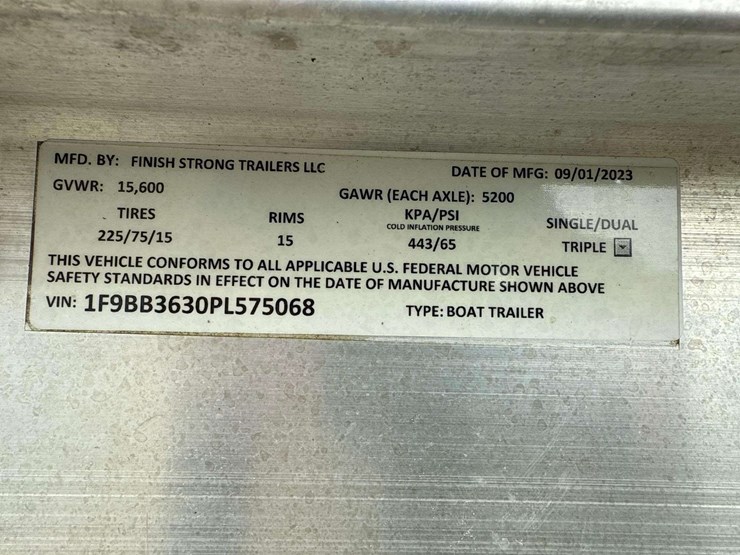 MFD. BY: FINISH STRONG TRAILERS LLC DATE OF MFG: 09/01/2023
GVWR: 15,600 GAWR (EACH AXLE): 5200
TIRES RIMS KPA/PSI SINGLE/DUAL
COLD INFLATION PRESSURE
225/75/15 15 443/65 TRIPLE
THIS VEHICLE CONFORMS TO ALL APPLICABLE U.S. FEDERAL MOTOR VEHICLE
SAFETY STANDARDS IN EFFECT ON THE DATE OF MANUFACTURE SHOWN ABOVE
VIN: 1F9BB3630PL575068 TYPE: BOAT TRAILER